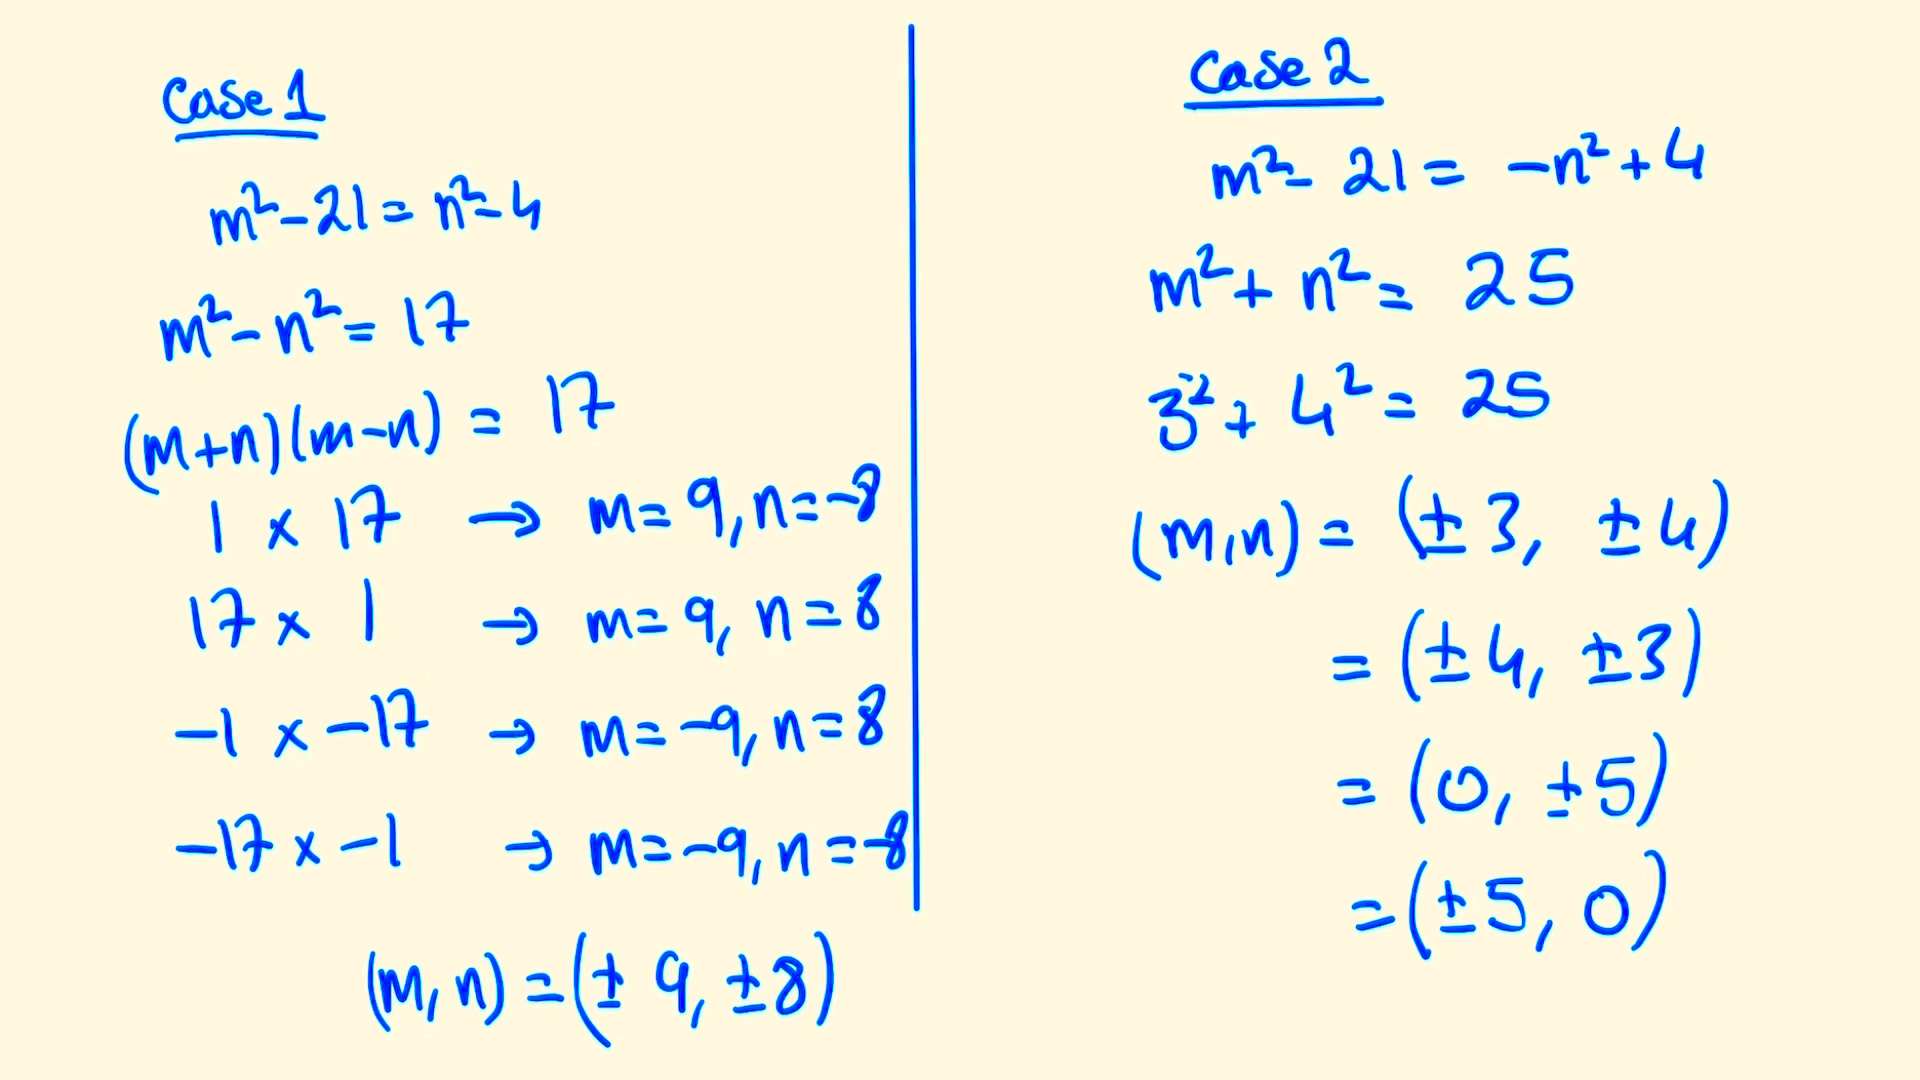 Case 1
m²-21 = n²-4
m²-n² = 17
(m+n)(m-n) = 17
1 x 17 → m = 9, n = -8
17 x 1 → m = 9, n = 8
-1 x -17 → m = -9, n = 8
-17 x -1 → m = -9, n = -8
(m, n) = (± 9, ±8)
Case 2
m²- 21 = -n²+4
m²+ n² = 25
3²+ 4² = 25
(m,n) = (±3, ±4)
= (±4, ±3)
= (0, ±5)
= (±5, 0)